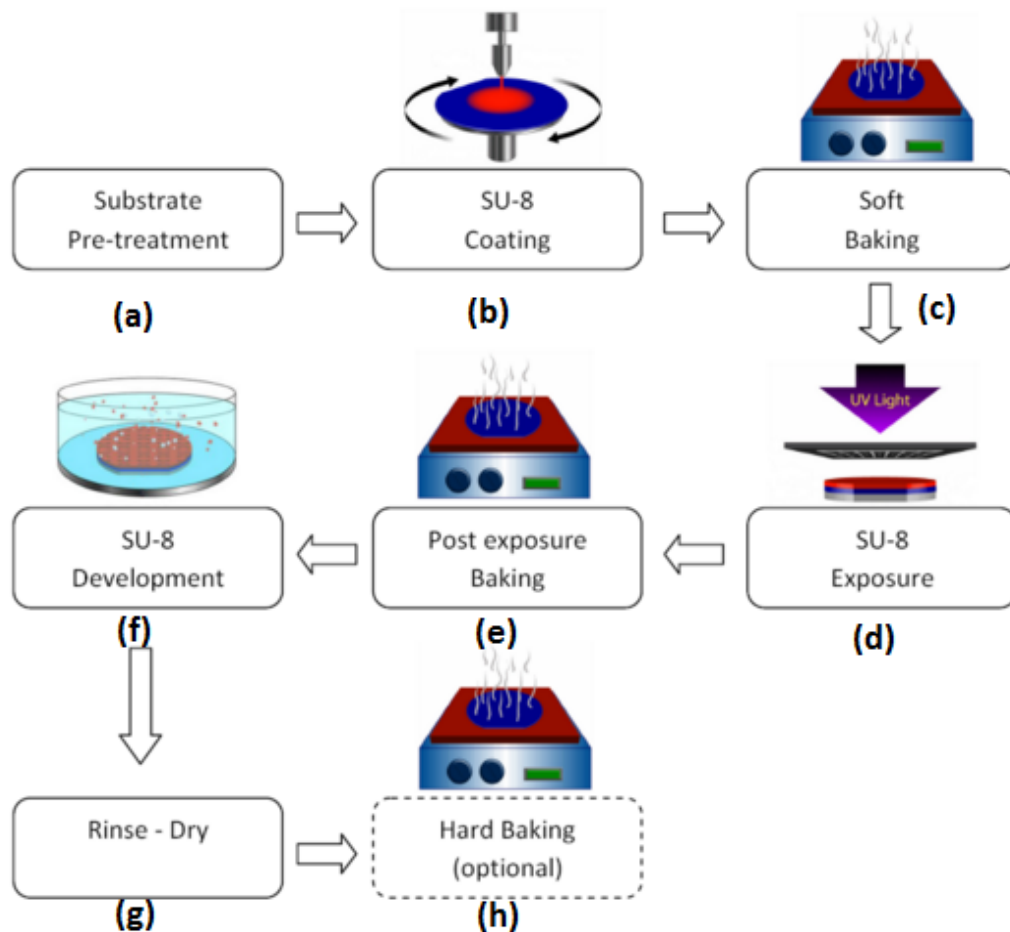 Substrate
Pre-treatment
(a)
SU-8
Coating
(b)
Soft
Baking
(c)
UV Light
SU-8
Exposure
(d)
Post exposure
Baking
(e)
SU-8
Development
(f)
Rinse - Dry
(g)
Hard Baking
(optional)
(h)